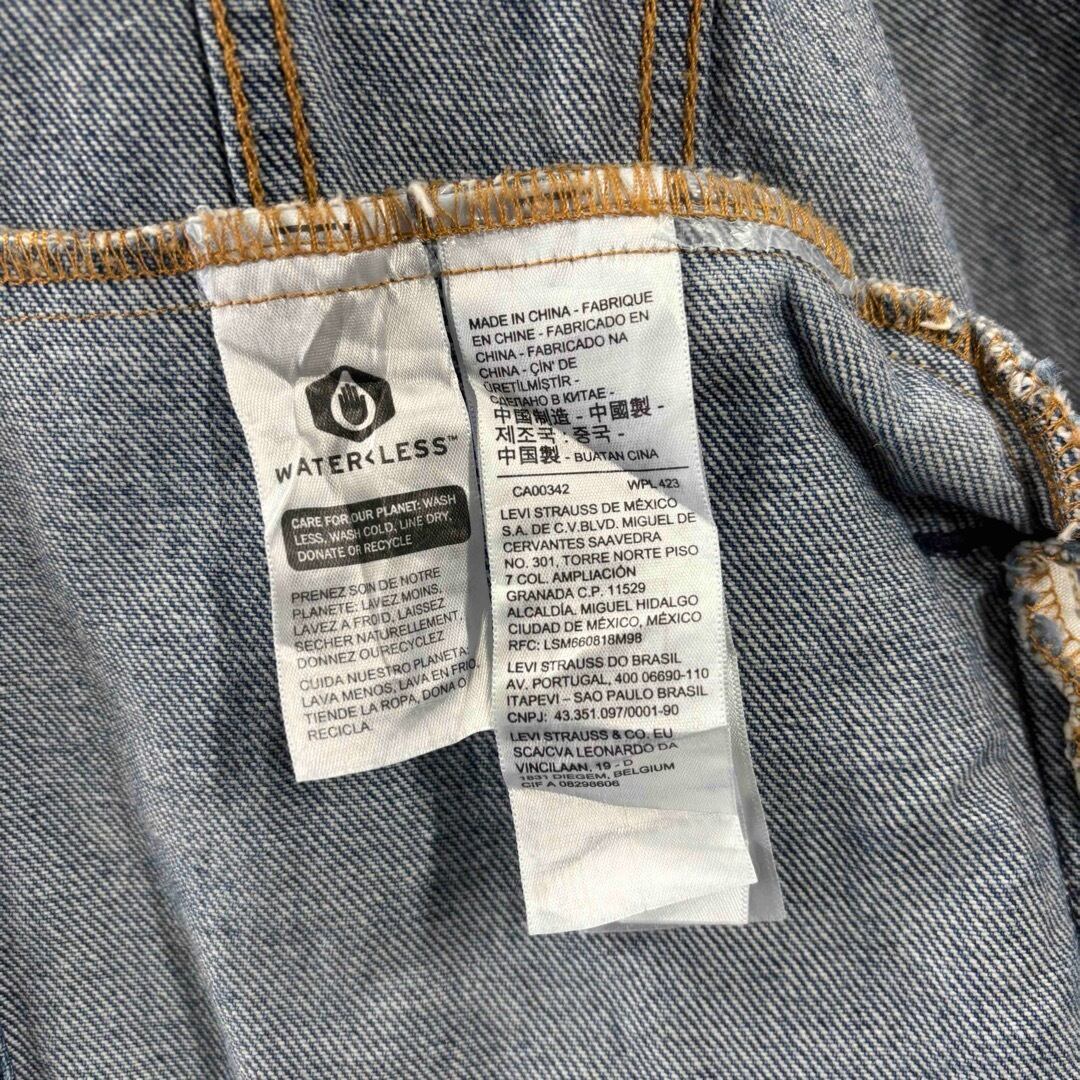 WATER<LESS™
CARE FOR OUR PLANET: WASH
LESS, WASH COLD, LINE DRY,
DONATE OR RECYCLE
PRENEZ SOIN DE NOTRE
PLANETE: LAVEZ MOINS,
LAVEZ A FROID, LAISSEZ
SECHER NATURELLEMENT,
DONNEZ OU RECYCLEZ
CUIDA NUESTRO PLANETA:
LAVA MENOS, LAVA EN FRIO,
TIENDE LA ROPA, DONA O
RECICLA.
MADE IN CHINA - FABRIQUE
EN CHINE - FABRICADO EN
CHINA - FABRICADO NA
CHINA - ÇIN' DE
ÜRETILMIŞTIR -
СДЕЛАНО В КИТАЕ -
中国制造 - 中國製 -
제조국 : 중국 -
中国製 - BUATAN CINA
CA00342 WPL 423
LEVI STRAUSS DE MÉXICO
S.A. DE C.V.BLVD. MIGUEL DE
CERVANTES SAAVEDRA
NO. 301, TORRE NORTE PISO
7 COL. AMPLIACIÓN
GRANADA C.P. 11529
ALCALDÍA. MIGUEL HIDALGO
CIUDAD DE MÉXICO, MÉXICO
RFC: LSM660818M98
LEVI STRAUSS DO BRASIL
AV. PORTUGAL, 400 06690-110
ITAPEVI – SAO PAULO BRASIL
CNPJ: 43.351.097/0001-90
LEVI STRAUSS & CO. EU
SCA/CVA LEONARDO DA
VINCILAAN, 19 - D
1831 DIEGEM, BELGIUM
CIF A 08298606